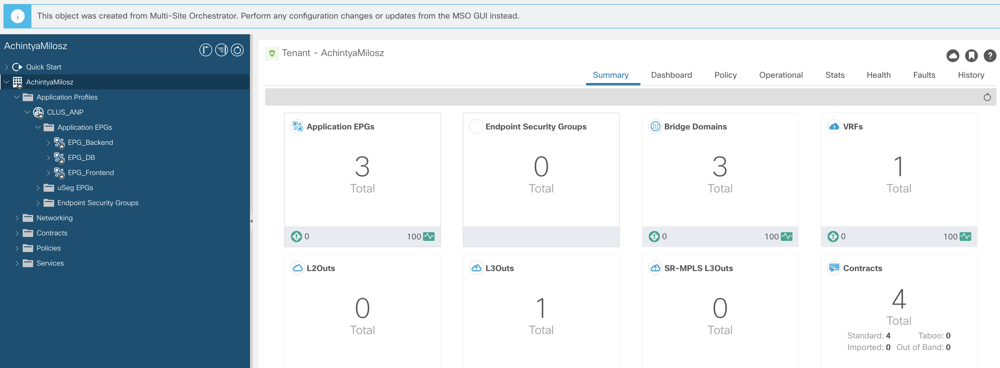 This object was created from Multi-Site Orchestrator. Perform any configuration changes or updates from the MSO GUI instead.
AchintyaMilosz
Quick Start
AchintyaMilosz
Application Profiles
CLUS_ANP
Application EPGs
EPG_Backend
EPG_DB
EPG_Frontend
uSeg EPGs
Endpoint Security Groups
Networking
Contracts
Policies
Services
Tenant - AchintyaMilosz
Summary Dashboard Policy Operational Stats Health Faults History
Application EPGs
3
Total
0 100
Endpoint Security Groups
0
Total
Bridge Domains
3
Total
0 100
VRFs
1
Total
0 100
L2Outs
0
Total
L3Outs
1
Total
SR-MPLS L3Outs
0
Total
Contracts
4
Total
Standard: 4 Taboo: 0
Imported: 0 Out of Band: 0